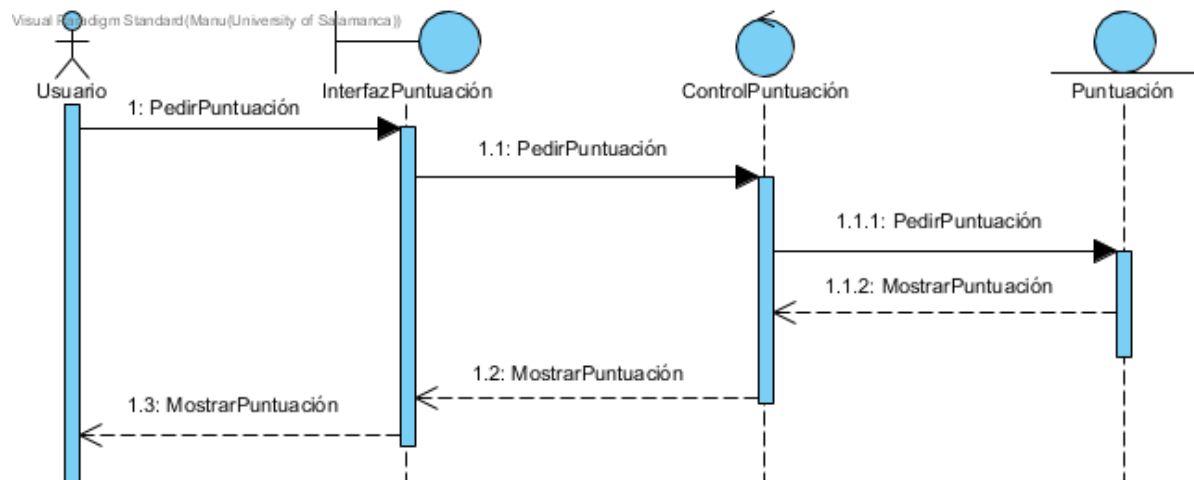 Visual Paradigm Standard(Manu(University of Salamanca))
Usuario
InterfazPuntuación
ControlPuntuación
Puntuación
1: PedirPuntuación
1.1: PedirPuntuación
1.1.1: PedirPuntuación
1.1.2: MostrarPuntuación
1.2: MostrarPuntuación
1.3: MostrarPuntuación